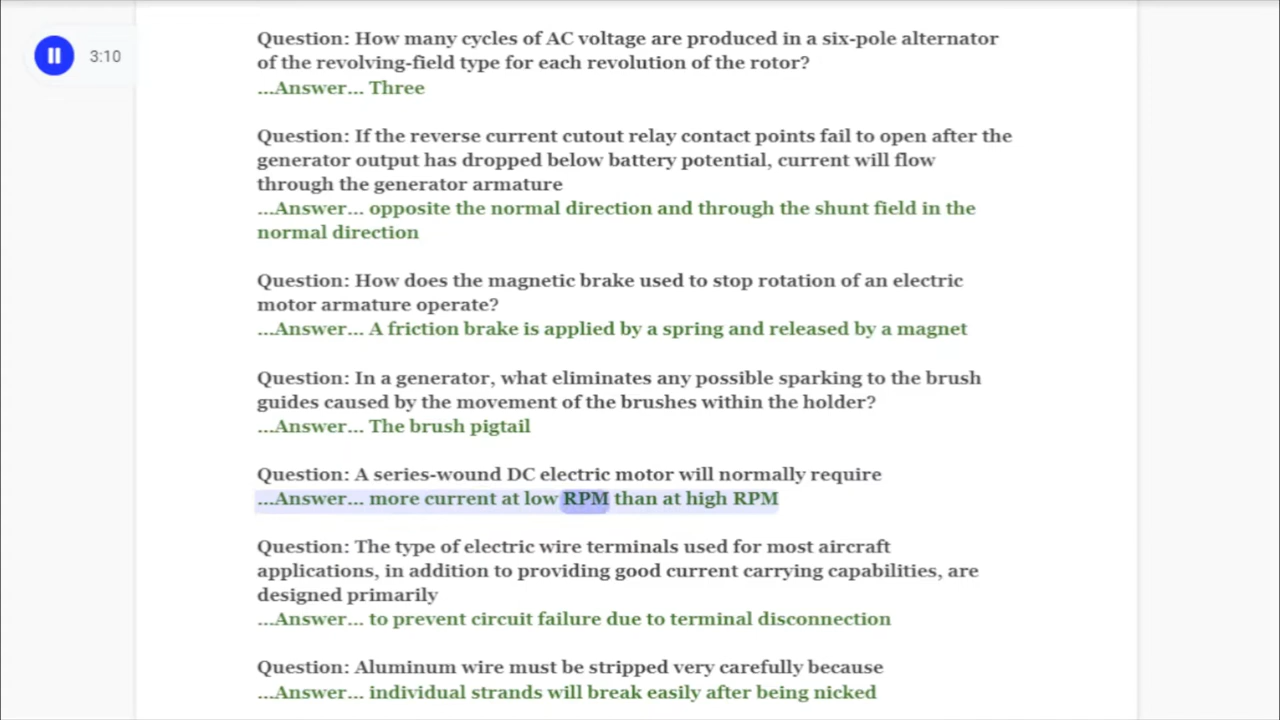 3:10
Question: How many cycles of AC voltage are produced in a six-pole alternator
of the revolving-field type for each revolution of the rotor?
...Answer... Three
Question: If the reverse current cutout relay contact points fail to open after the
generator output has dropped below battery potential, current will flow
through the generator armature
...Answer... opposite the normal direction and through the shunt field in the
normal direction
Question: How does the magnetic brake used to stop rotation of an electric
motor armature operate?
...Answer... A friction brake is applied by a spring and released by a magnet
Question: In a generator, what eliminates any possible sparking to the brush
guides caused by the movement of the brushes within the holder?
...Answer... The brush pigtail
Question: A series-wound DC electric motor will normally require
...Answer... more current at low RPM than at high RPM
Question: The type of electric wire terminals used for most aircraft
applications, in addition to providing good current carrying capabilities, are
designed primarily
...Answer... to prevent circuit failure due to terminal disconnection
Question: Aluminum wire must be stripped very carefully because
...Answer... individual strands will break easily after being nicked